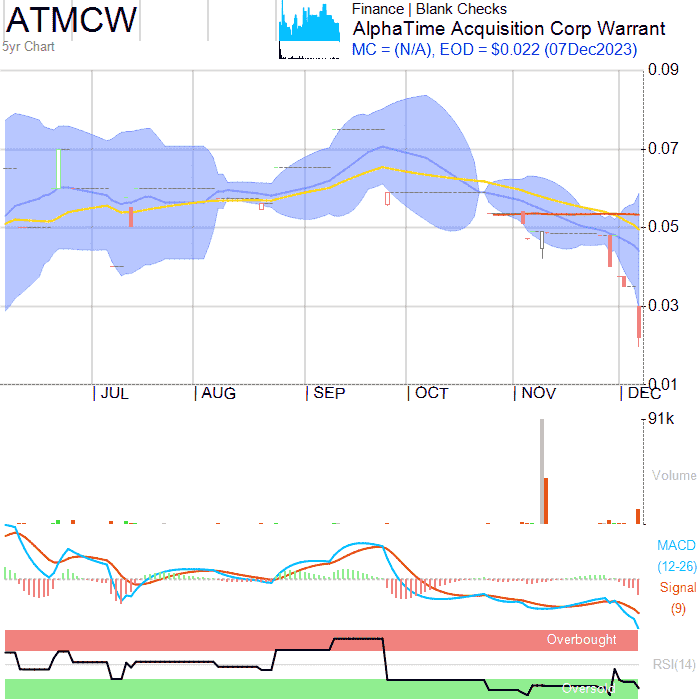 ATMCW
5yr Chart
Finance | Blank Checks
AlphaTime Acquisition Corp Warrant
MC = (N/A), EOD = $0.022 (07Dec2023)
0.09
0.07
0.05
0.03
0.01
JUL AUG SEP OCT NOV DEC
91k
Volume
MACD
(12-26)
Signal
(9)
Overbought
RSI(14)
Oversold